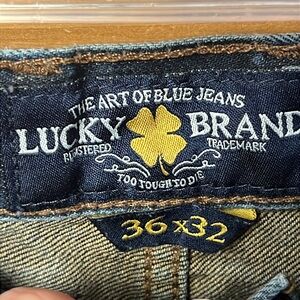 THE ART OF BLUE JEANS
LUCKY BRAND
REGISTERED TRADEMARK
TOO TOUGH TO DIE
36x32